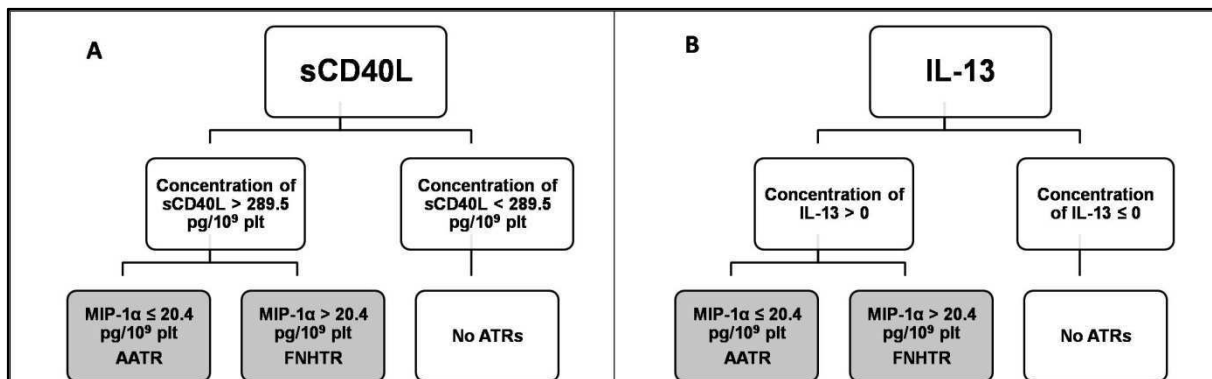 A
sCD40L
Concentration of
sCD40L > 289.5
pg/10⁹ plt
Concentration of
sCD40L < 289.5
pg/10⁹ plt
MIP-1α ≤ 20.4
pg/10⁹ plt
AATR
MIP-1α > 20.4
pg/10⁹ plt
FNHTR
No ATRs
B
IL-13
Concentration of
IL-13 > 0
Concentration
of IL-13 ≤ 0
MIP-1α ≤ 20.4
pg/10⁹ plt
AATR
MIP-1α > 20.4
pg/10⁹ plt
FNHTR
No ATRs